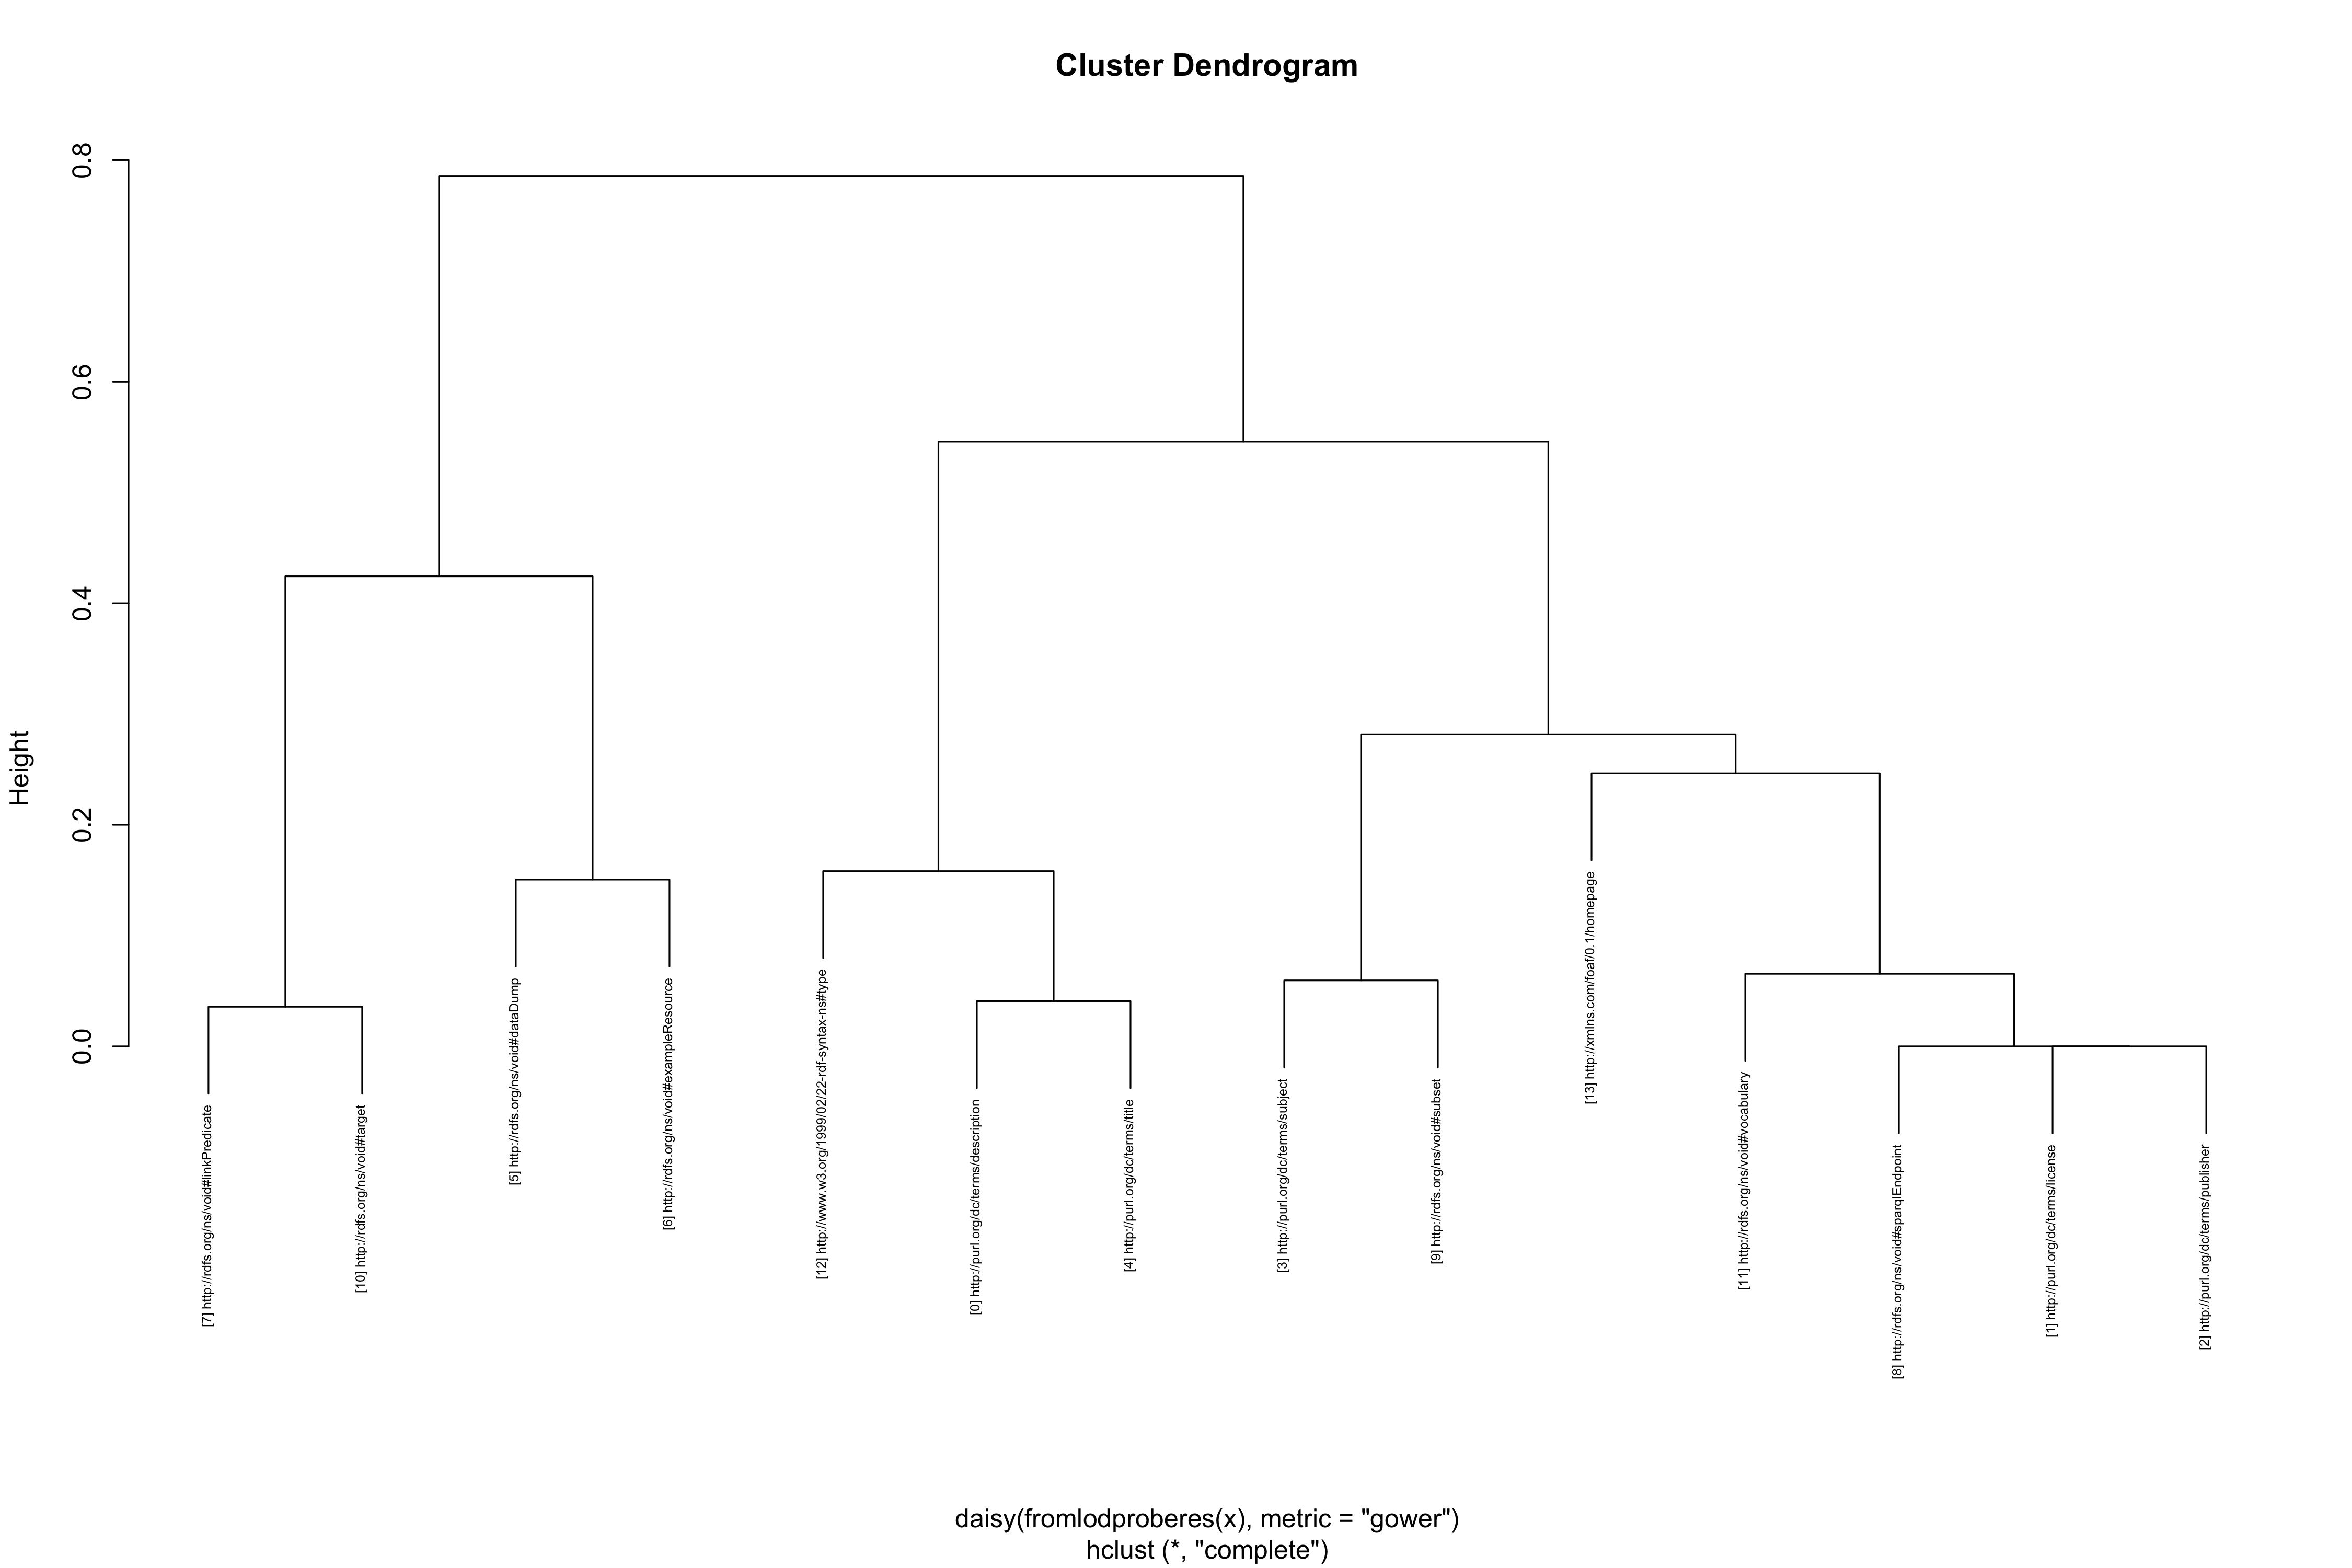 Cluster Dendrogram
Height
0.0
0.2
0.4
0.6
0.8
[7] http://rdfs.org/ns/void#linkPredicate
[10] http://rdfs.org/ns/void#target
[5] http://rdfs.org/ns/void#dataDump
[6] http://rdfs.org/ns/void#exampleResource
[12] http://www.w3.org/1999/02/22-rdf-syntax-ns#type
[0] http://purl.org/dc/terms/description
[4] http://purl.org/dc/terms/title
[3] http://purl.org/dc/terms/subject
[9] http://rdfs.org/ns/void#subset
[13] http://xmlns.com/foaf/0.1/homepage
[11] http://rdfs.org/ns/void#vocabulary
[8] http://rdfs.org/ns/void#sparqlEndpoint
[1] http://purl.org/dc/terms/license
[2] http://purl.org/dc/terms/publisher
daisy(fromlodproberes(x), metric = "gower")
hclust (*, "complete")